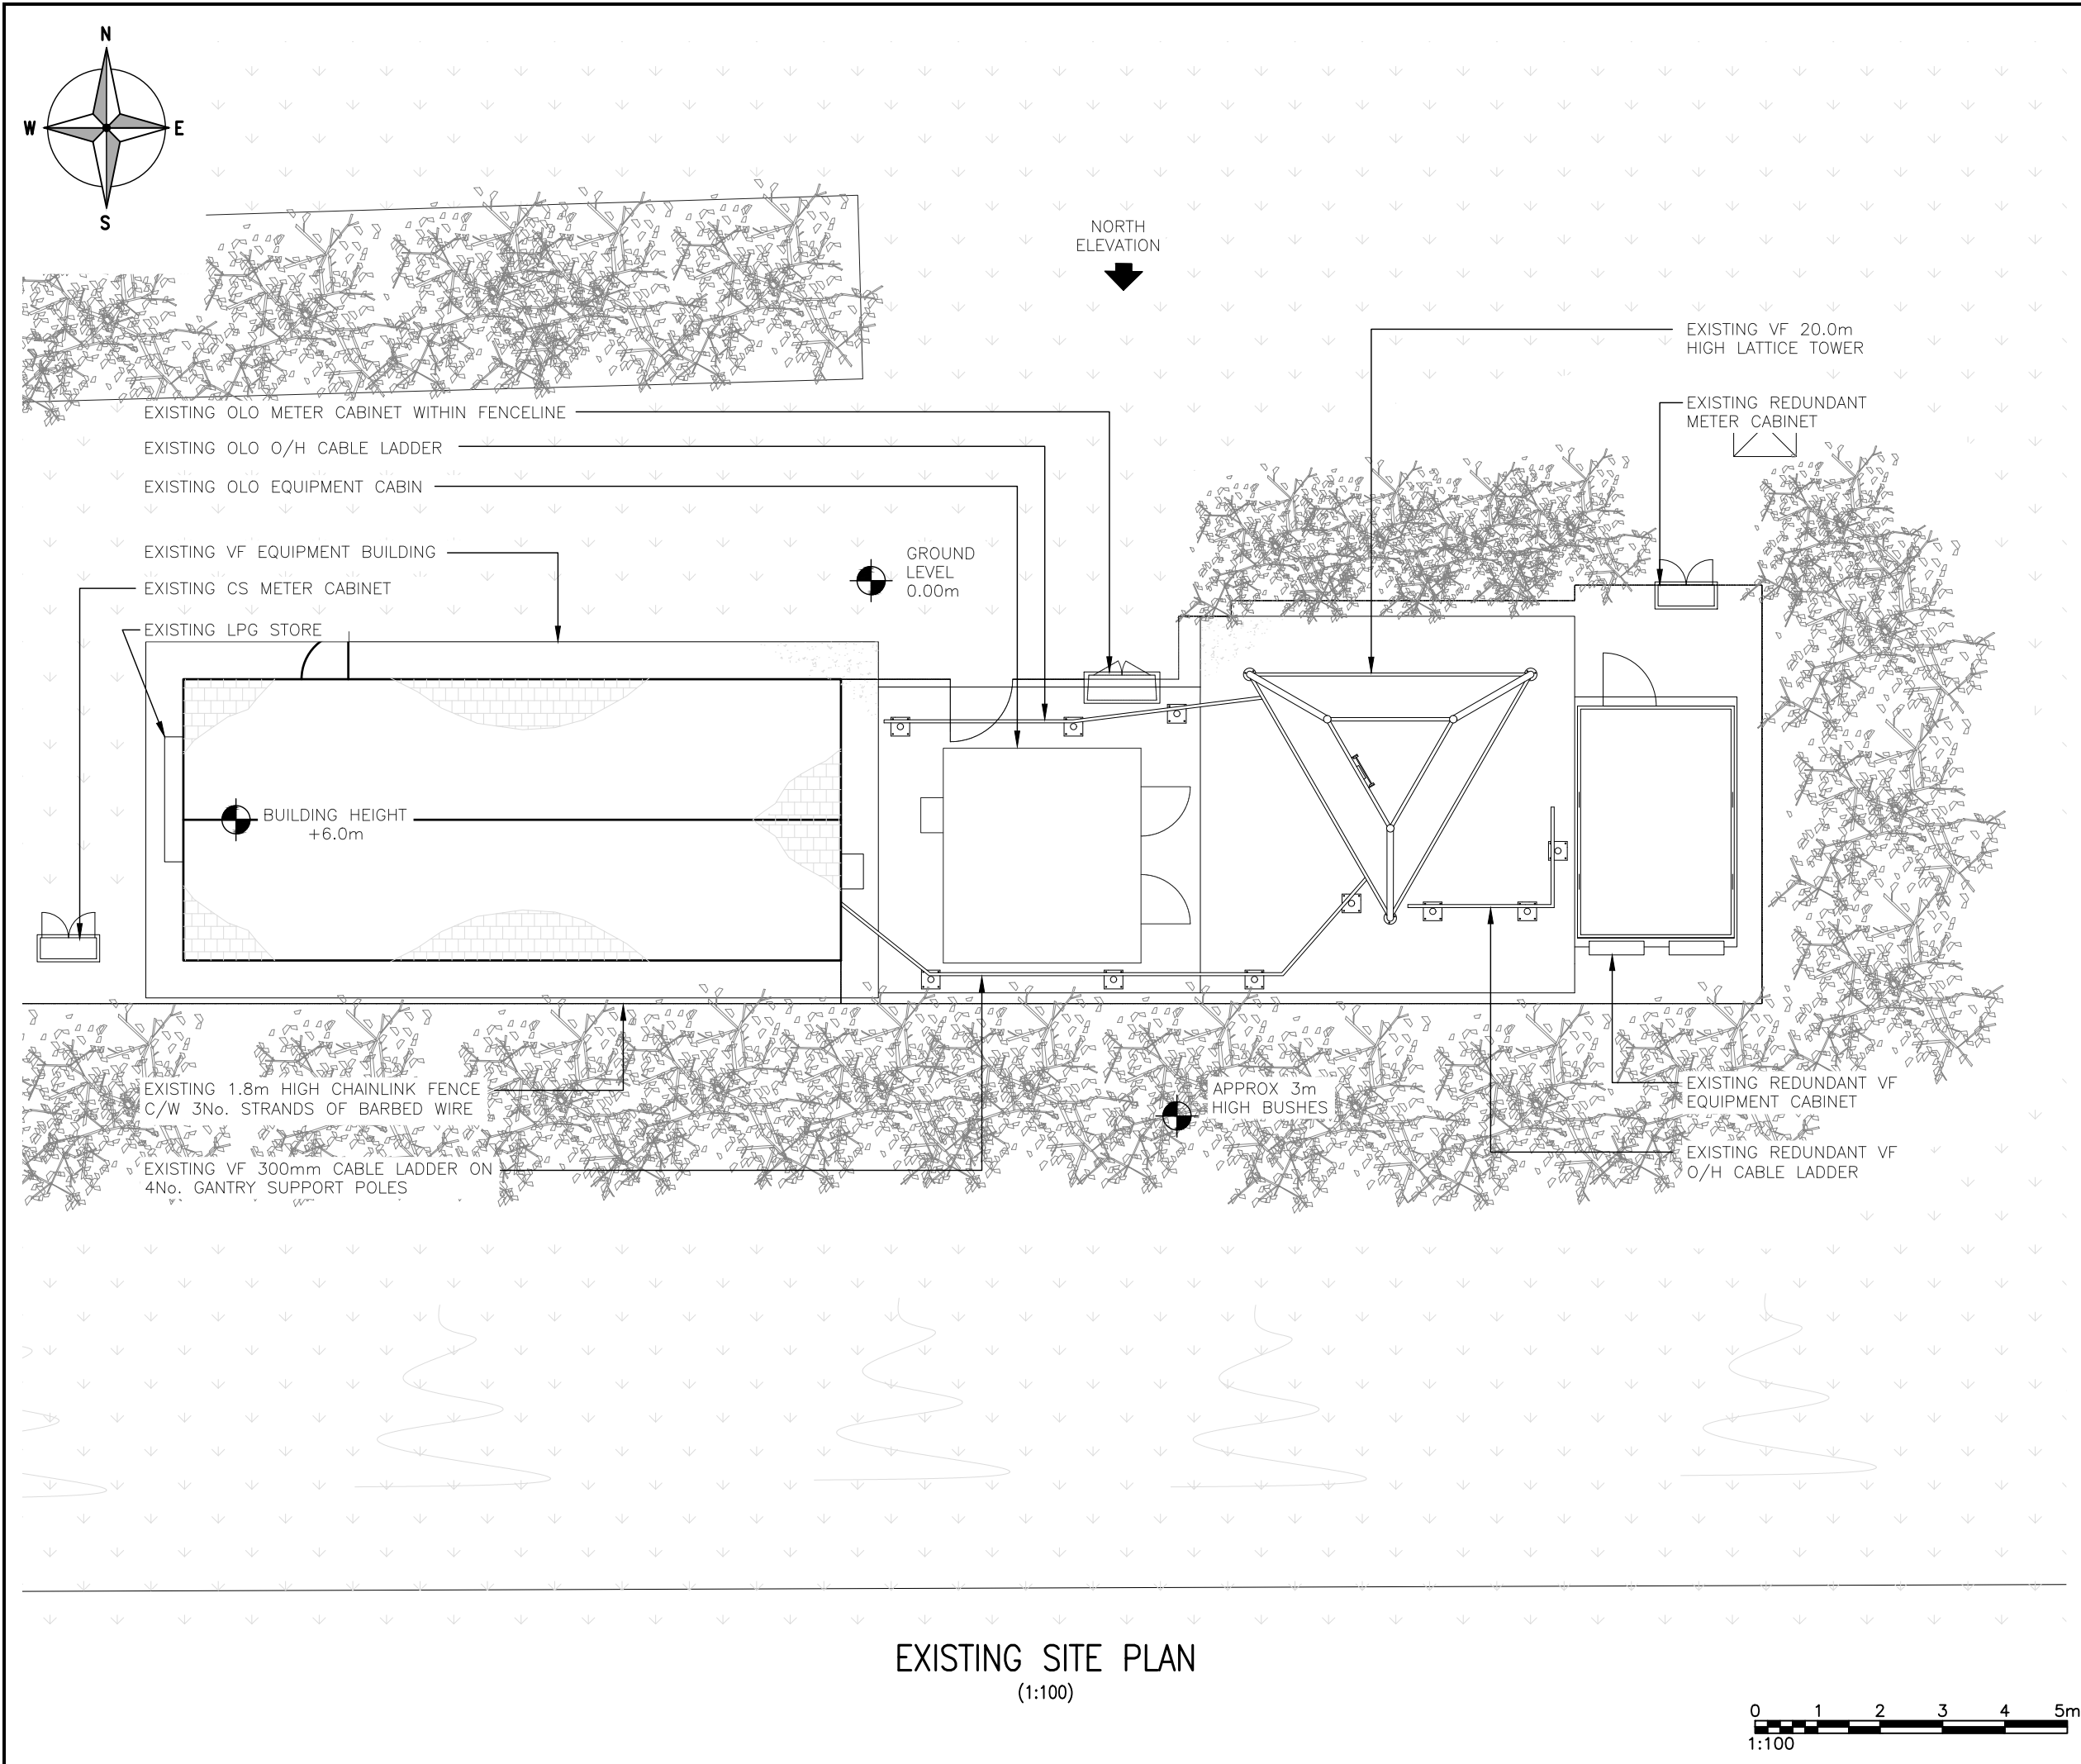 N
W
E
S
NORTH
ELEVATION
EXISTING VF 20.0m
HIGH LATTICE TOWER
EXISTING REDUNDANT
METER CABINET
EXISTING OLO METER CABINET WITHIN FENCELINE
EXISTING OLO O/H CABLE LADDER
EXISTING OLO EQUIPMENT CABIN
EXISTING VF EQUIPMENT BUILDING
EXISTING CS METER CABINET
EXISTING LPG STORE
GROUND
LEVEL
0.00m
BUILDING HEIGHT
+6.0m
EXISTING 1.8m HIGH CHAINLINK FENCE
C/W 3No. STRANDS OF BARBED WIRE
EXISTING VF 300mm CABLE LADDER ON
4No. GANTRY SUPPORT POLES
APPROX 3m
HIGH BUSHES
EXISTING REDUNDANT VF
EQUIPMENT CABINET
EXISTING REDUNDANT VF
O/H CABLE LADDER
EXISTING SITE PLAN
(1:100)
0 1 2 3 4 5m
1:100